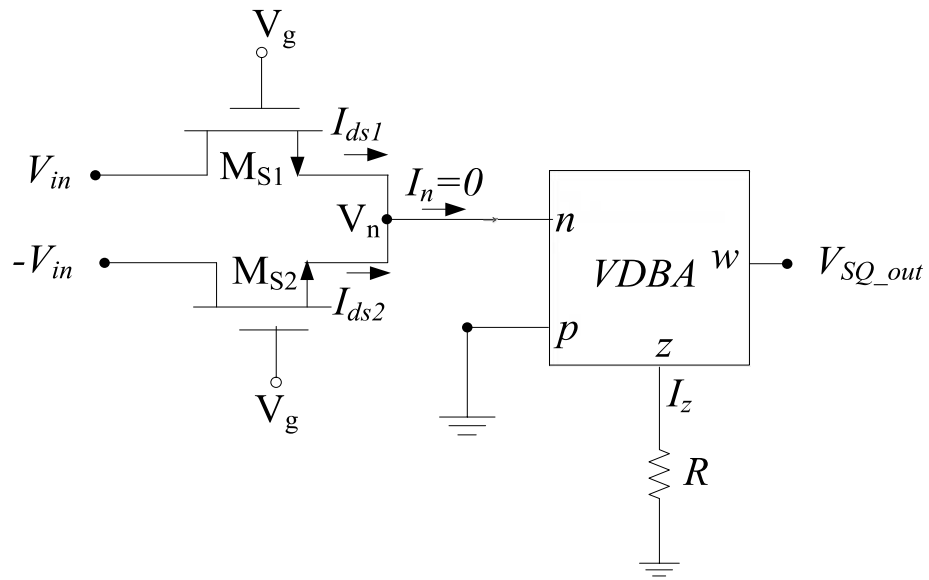 V_g
I_ds1
V_in
M_S1
I_n=0
V_n
n
-V_in
M_S2
VDBA
w
V_SQ_out
I_ds2
p
z
V_g
I_z
R